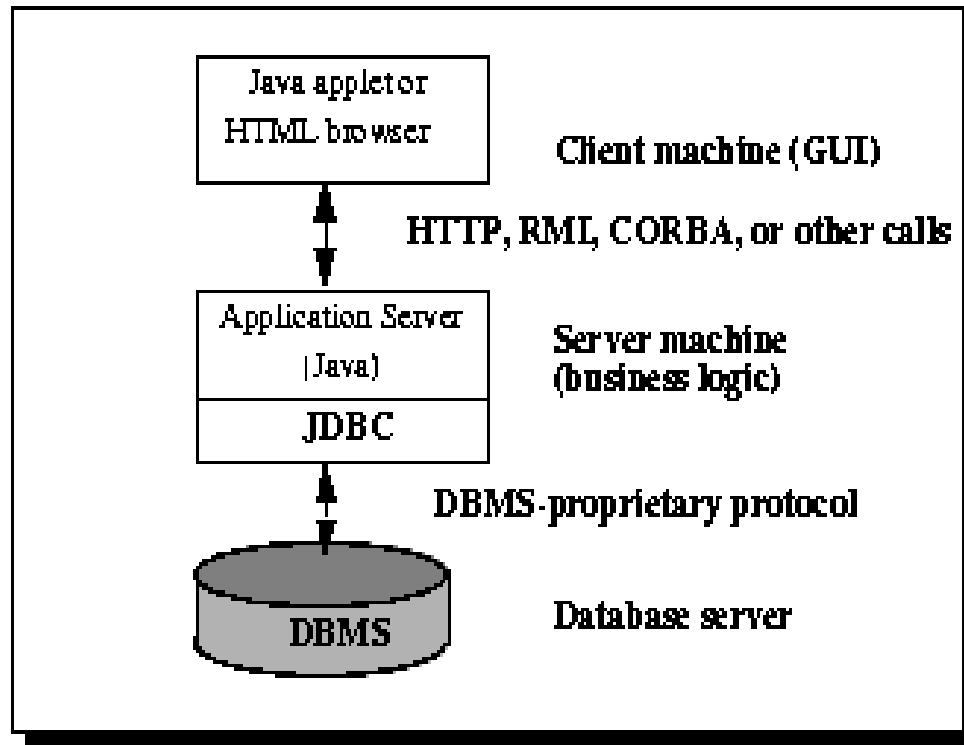 Java applet or
HTML browser
Client machine (GUI)
HTTP, RMI, CORBA, or other calls
Application Server
(Java)
JDBC
Server machine
(business logic)
DBMS-proprietary protocol
DBMS
Database server